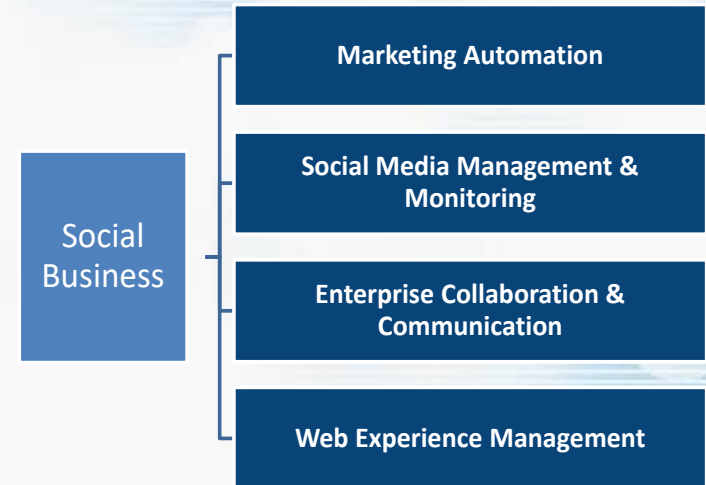 Marketing Automation
Social Media Management &
Monitoring
Social
Business
Enterprise Collaboration &
Communication
Web Experience Management